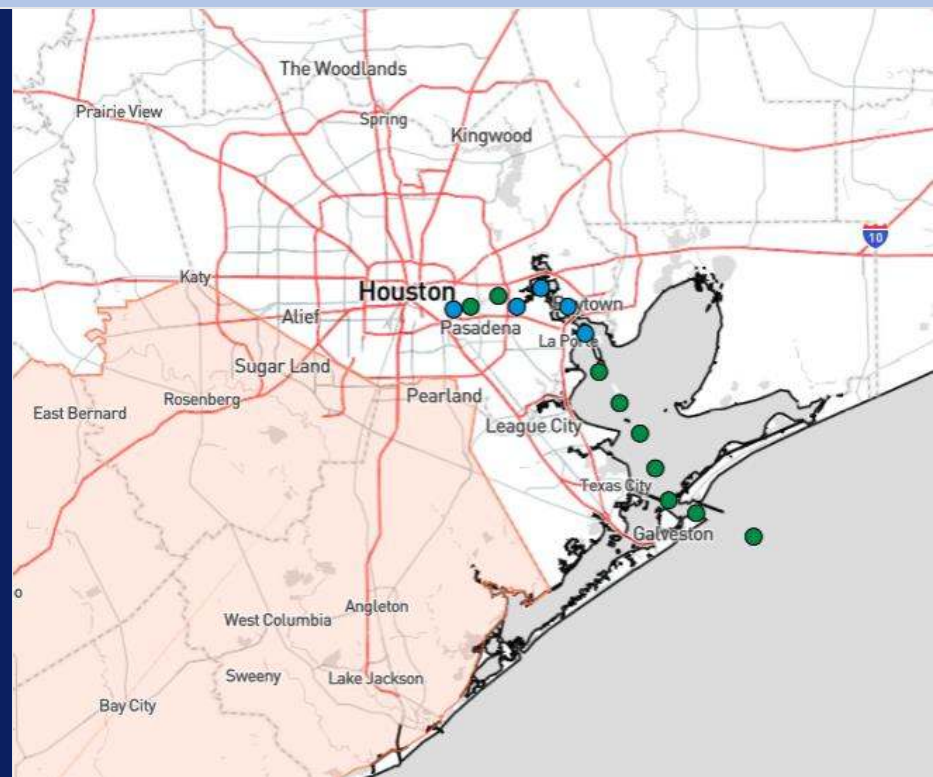 The Woodlands
Prairie View
Spring
Kingwood
10
Katy
Houston
Baytown
Alief
Pasadena
La Porte
Sugar Land
Pearland
East Bernard
Rosenberg
League City
Texas City
Galveston
o
Angleton
West Columbia
Sweeny
Lake Jackson
Bay City